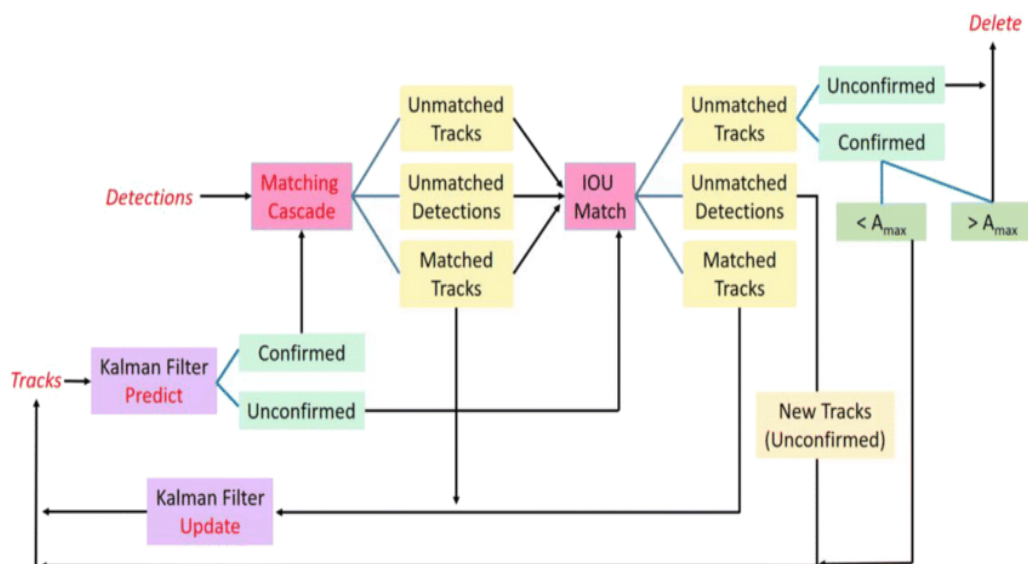 Delete
Unmatched
Tracks
Unmatched
Tracks
Unconfirmed
Confirmed
Detections
Matching
Cascade
Unmatched
Detections
IOU
Match
Unmatched
Detections
< Amax
> Amax
Matched
Tracks
Matched
Tracks
Tracks
Kalman Filter
Predict
Confirmed
Unconfirmed
New Tracks
(Unconfirmed)
Kalman Filter
Update